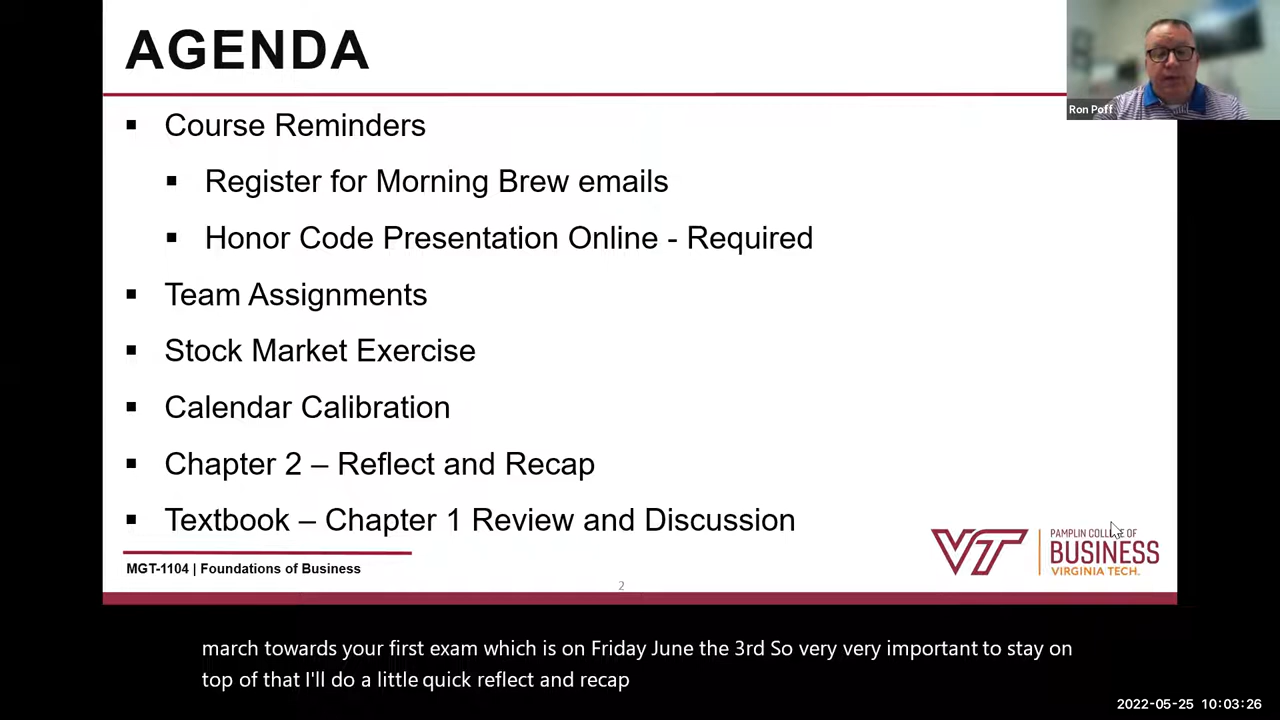 AGENDA
Ron Poff
▪ Course Reminders
▪ Register for Morning Brew emails
▪ Honor Code Presentation Online - Required
▪ Team Assignments
▪ Stock Market Exercise
▪ Calendar Calibration
▪ Chapter 2 – Reflect and Recap
▪ Textbook – Chapter 1 Review and Discussion
MGT-1104 | Foundations of Business
2
VT
PAMPLIN COLLEGE OF
BUSINESS
VIRGINIA TECH.
march towards your first exam which is on Friday June the 3rd So very very important to stay on
top of that I'll do a little quick reflect and recap
2022-05-25 10:03:26